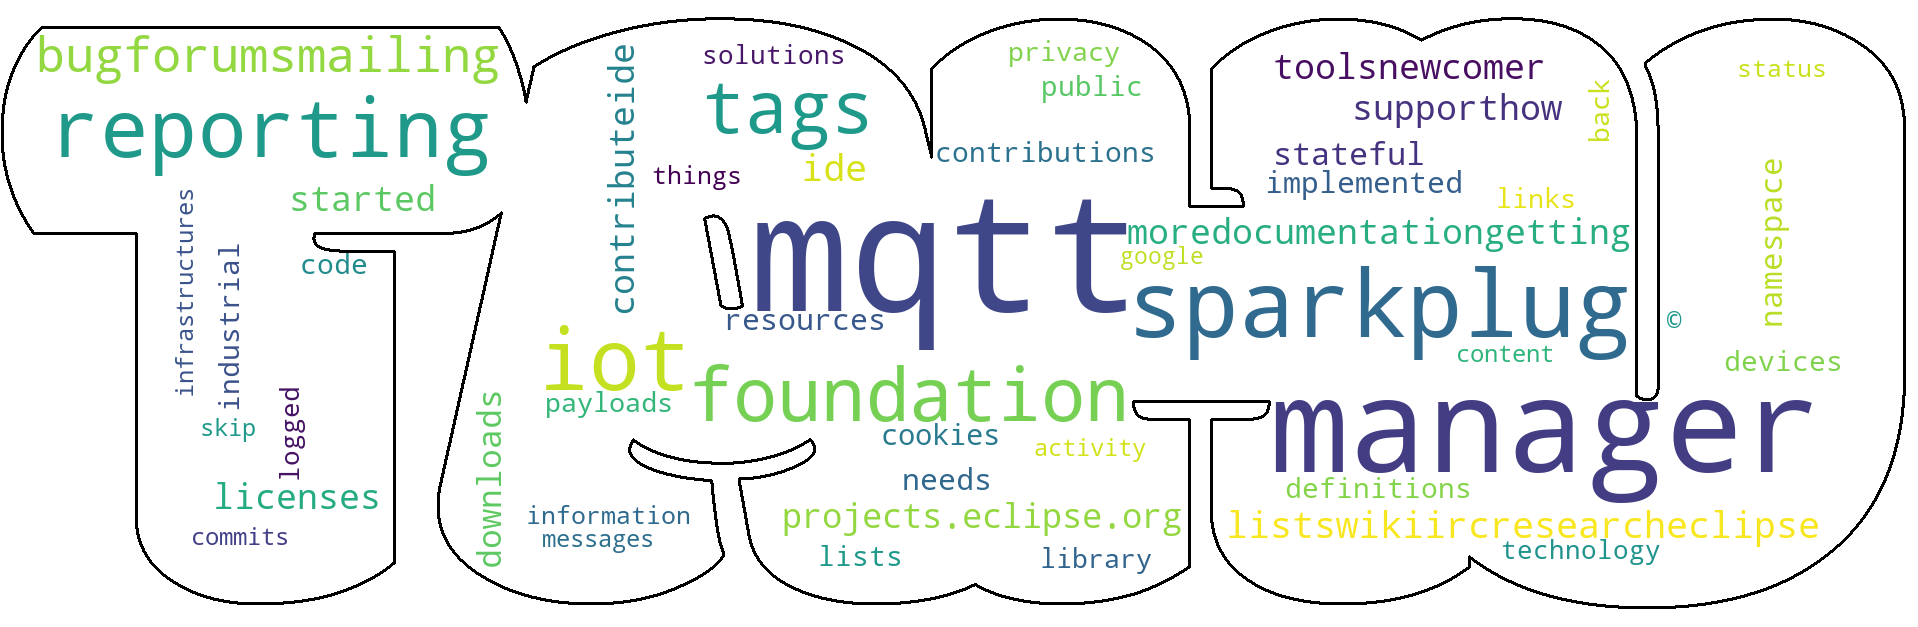 bugforumsmailing
reporting
started
infrastructures
industrial
code
logged
skip
licenses
commits
contributeide
solutions
tags
things
ide
privacy
public
contributions
mqtt
resources
iot
payloads
foundation
downloads
information
messages
cookies
activity
needs
projects.eclipse.org
lists
library
toolsnewcomer
supporthow
back
stateful
implemented
links
moredocumentationgetting
google
sparkplug
content
©
status
namespace
devices
manager
definitions
listswikiircresearcheclipse
technology